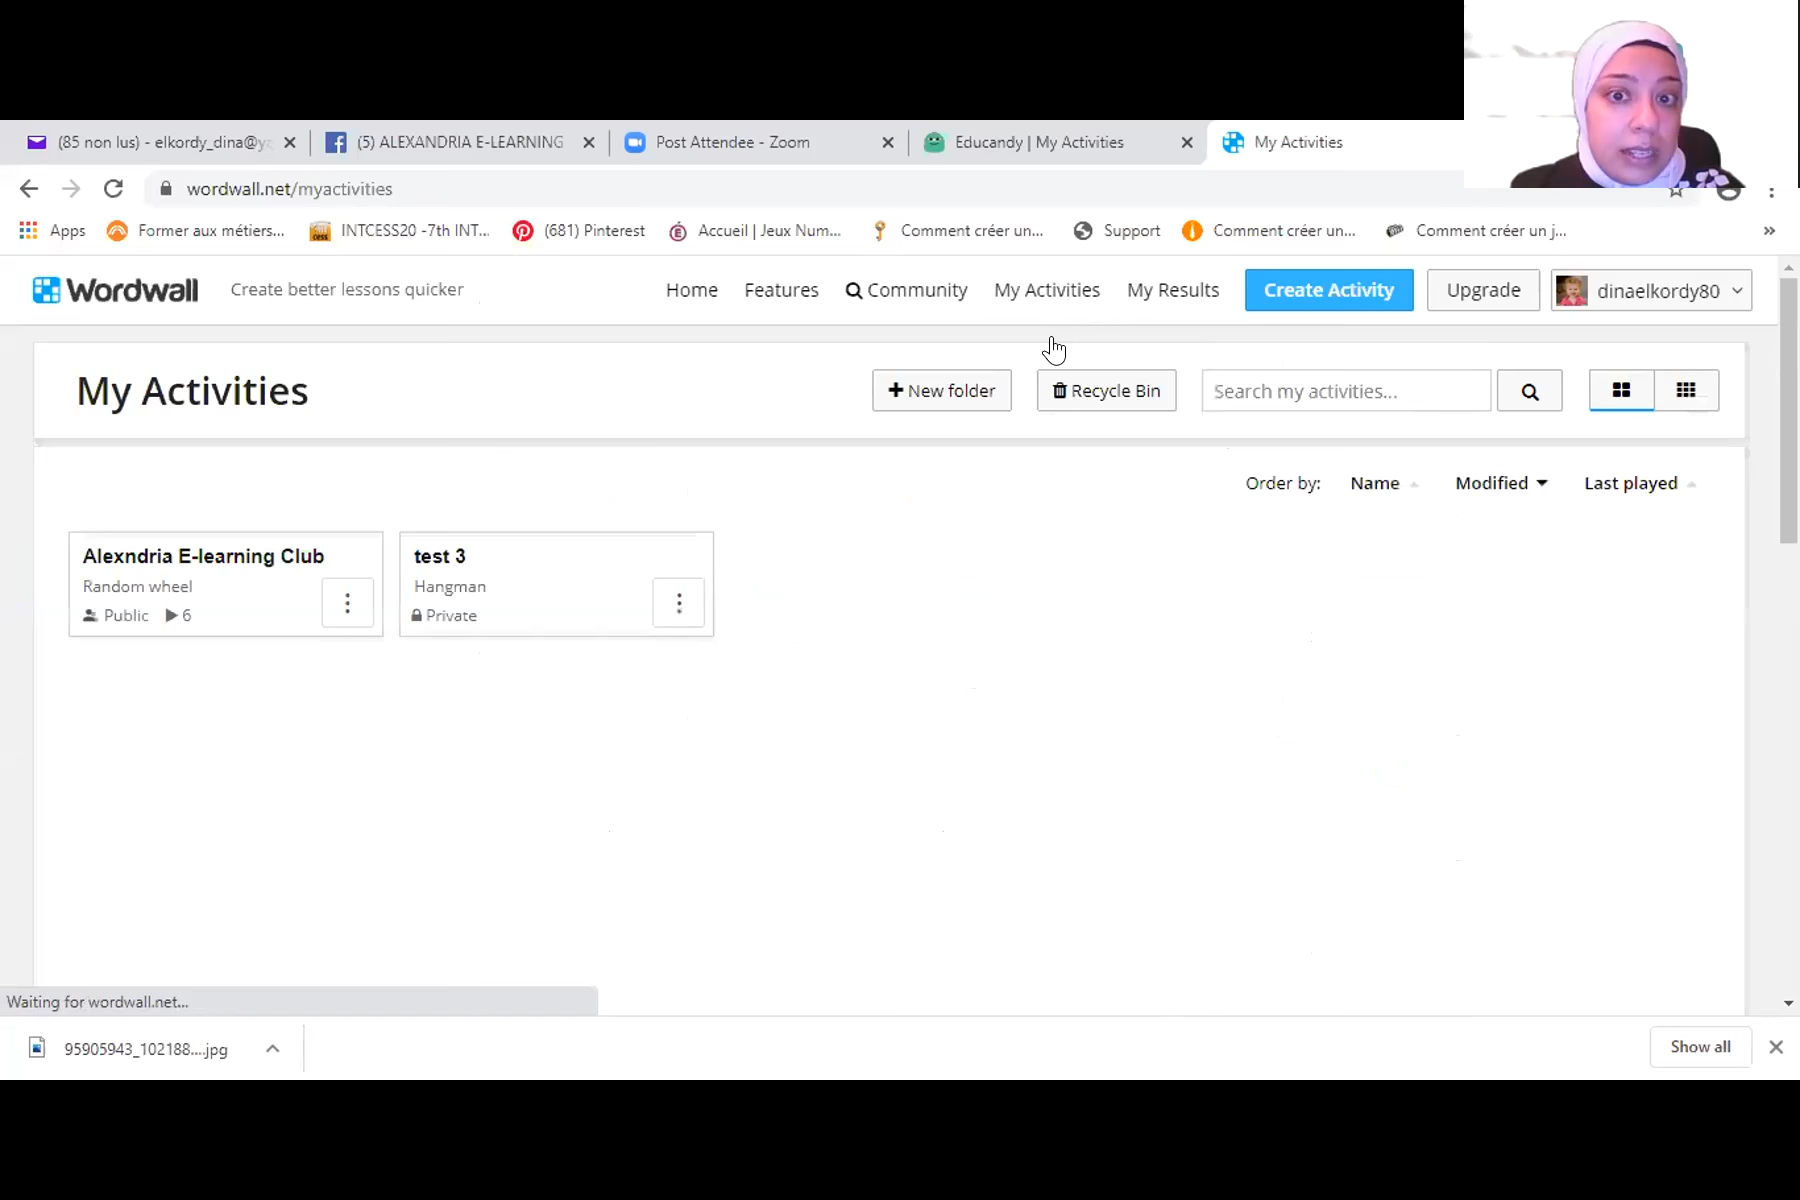 (85 non lus) - elkordy_dina@y
(5) ALEXANDRIA E-LEARNING
Post Attendee - Zoom
Educandy | My Activities
My Activities
wordwall.net/myactivities
Apps
Former aux métiers...
INTCESS20 -7th INT...
(681) Pinterest
Accueil | Jeux Num...
Comment créer un...
Support
Comment créer un...
Comment créer un j...
»
Wordwall
Create better lessons quicker
Home
Features
Community
My Activities
My Results
Create Activity
Upgrade
dinaelkordy80
My Activities
+ New folder
Recycle Bin
Search my activities...
Order by:
Name
Modified
Last played
Alexndria E-learning Club
Random wheel
Public
6
test 3
Hangman
Private
Waiting for wordwall.net...
95905943_102188....jpg
Show all